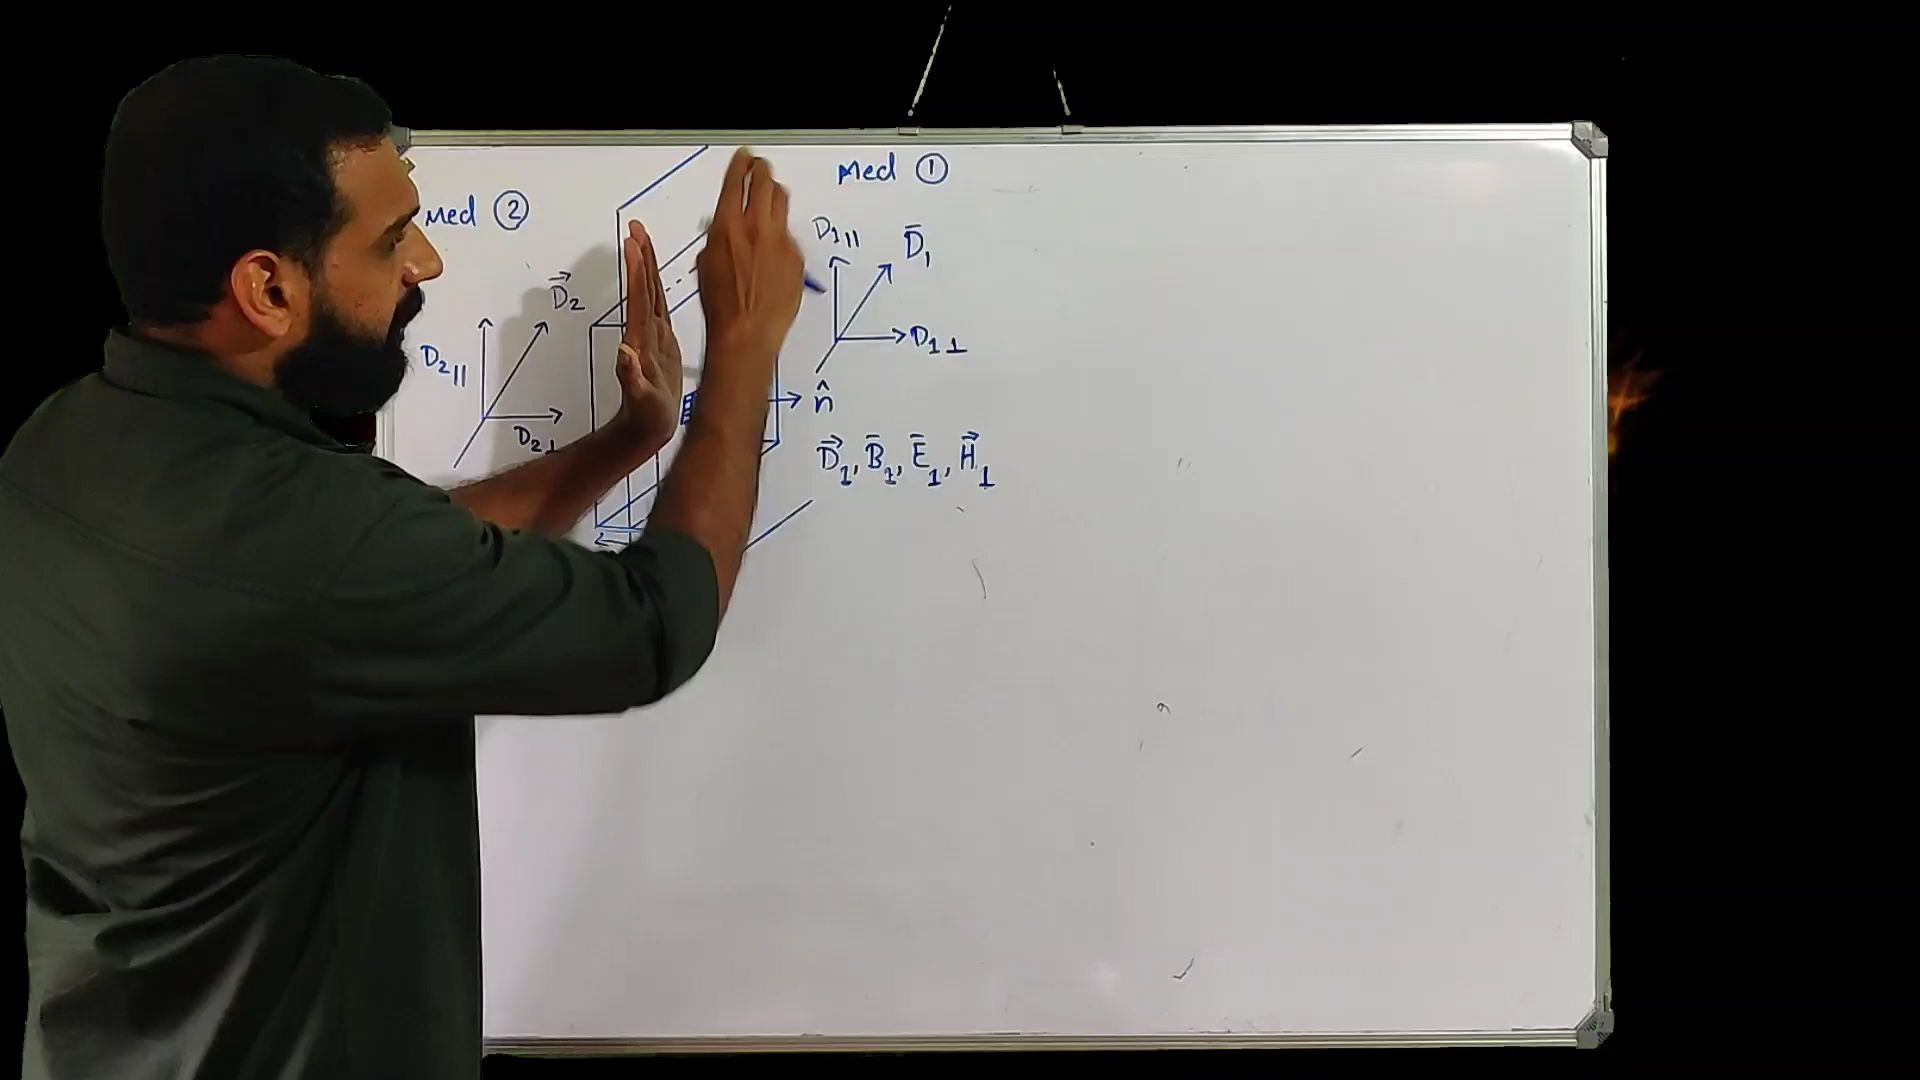 Med ①
Med ②
D₁||
D̄₁
D⃗₂
D₁⊥
D₂||
n̂
D₂⊥
D⃗₁, B̄₁, Ē₁, H⃗₁